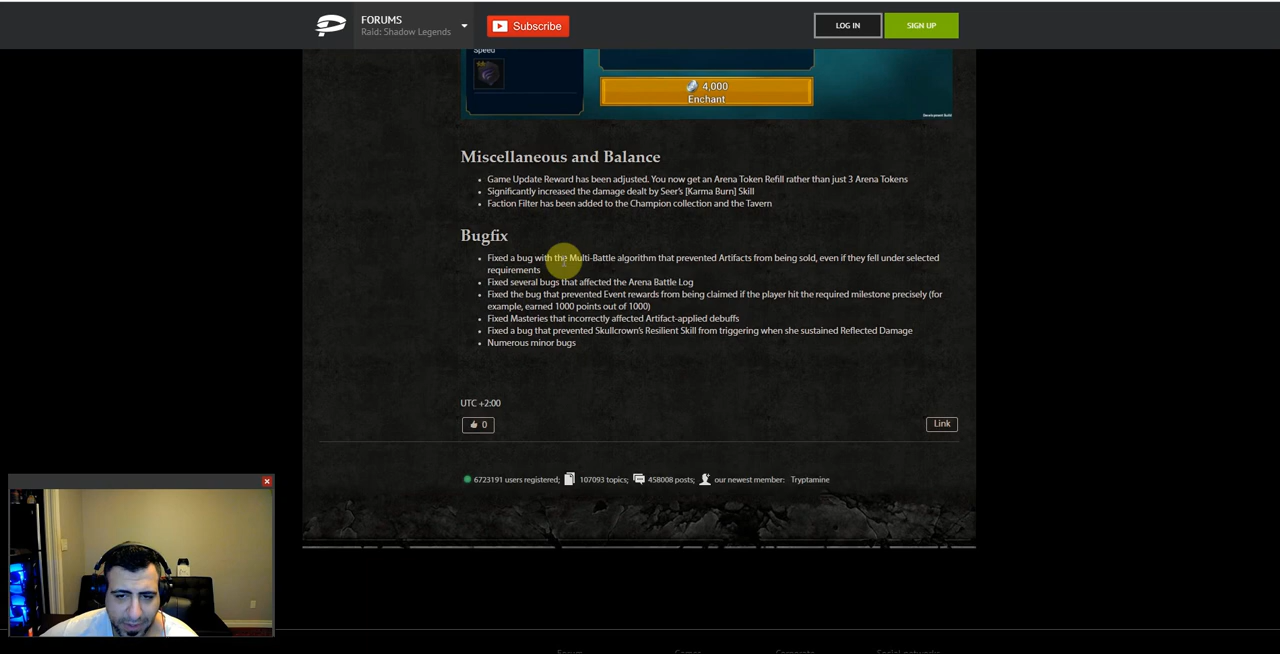 FORUMS
Raid: Shadow Legends
Subscribe
LOG IN
SIGN UP
Speed
4,000
Enchant
Miscellaneous and Balance
Game Update Reward has been adjusted. You now get an Arena Token Refill rather than just 3 Arena Tokens
Significantly increased the damage dealt by Seer's [Karma Burn] Skill
Faction Filter has been added to the Champion collection and the Tavern
Bugfix
Fixed a bug with the Multi-Battle algorithm that prevented Artifacts from being sold, even if they fell under selected
requirements
Fixed several bugs that affected the Arena Battle Log
Fixed the bug that prevented Event rewards from being claimed if the player hit the required milestone precisely (for
example, earned 1000 points out of 1000)
Fixed Masteries that incorrectly affected Artifact-applied debuffs
Fixed a bug that prevented Skullcrown's Resilient Skill from triggering when she sustained Reflected Damage
Numerous minor bugs
UTC +2:00
0
Link
6723191 users registered; 107093 topics; 458008 posts; our newest member: Tryptamine